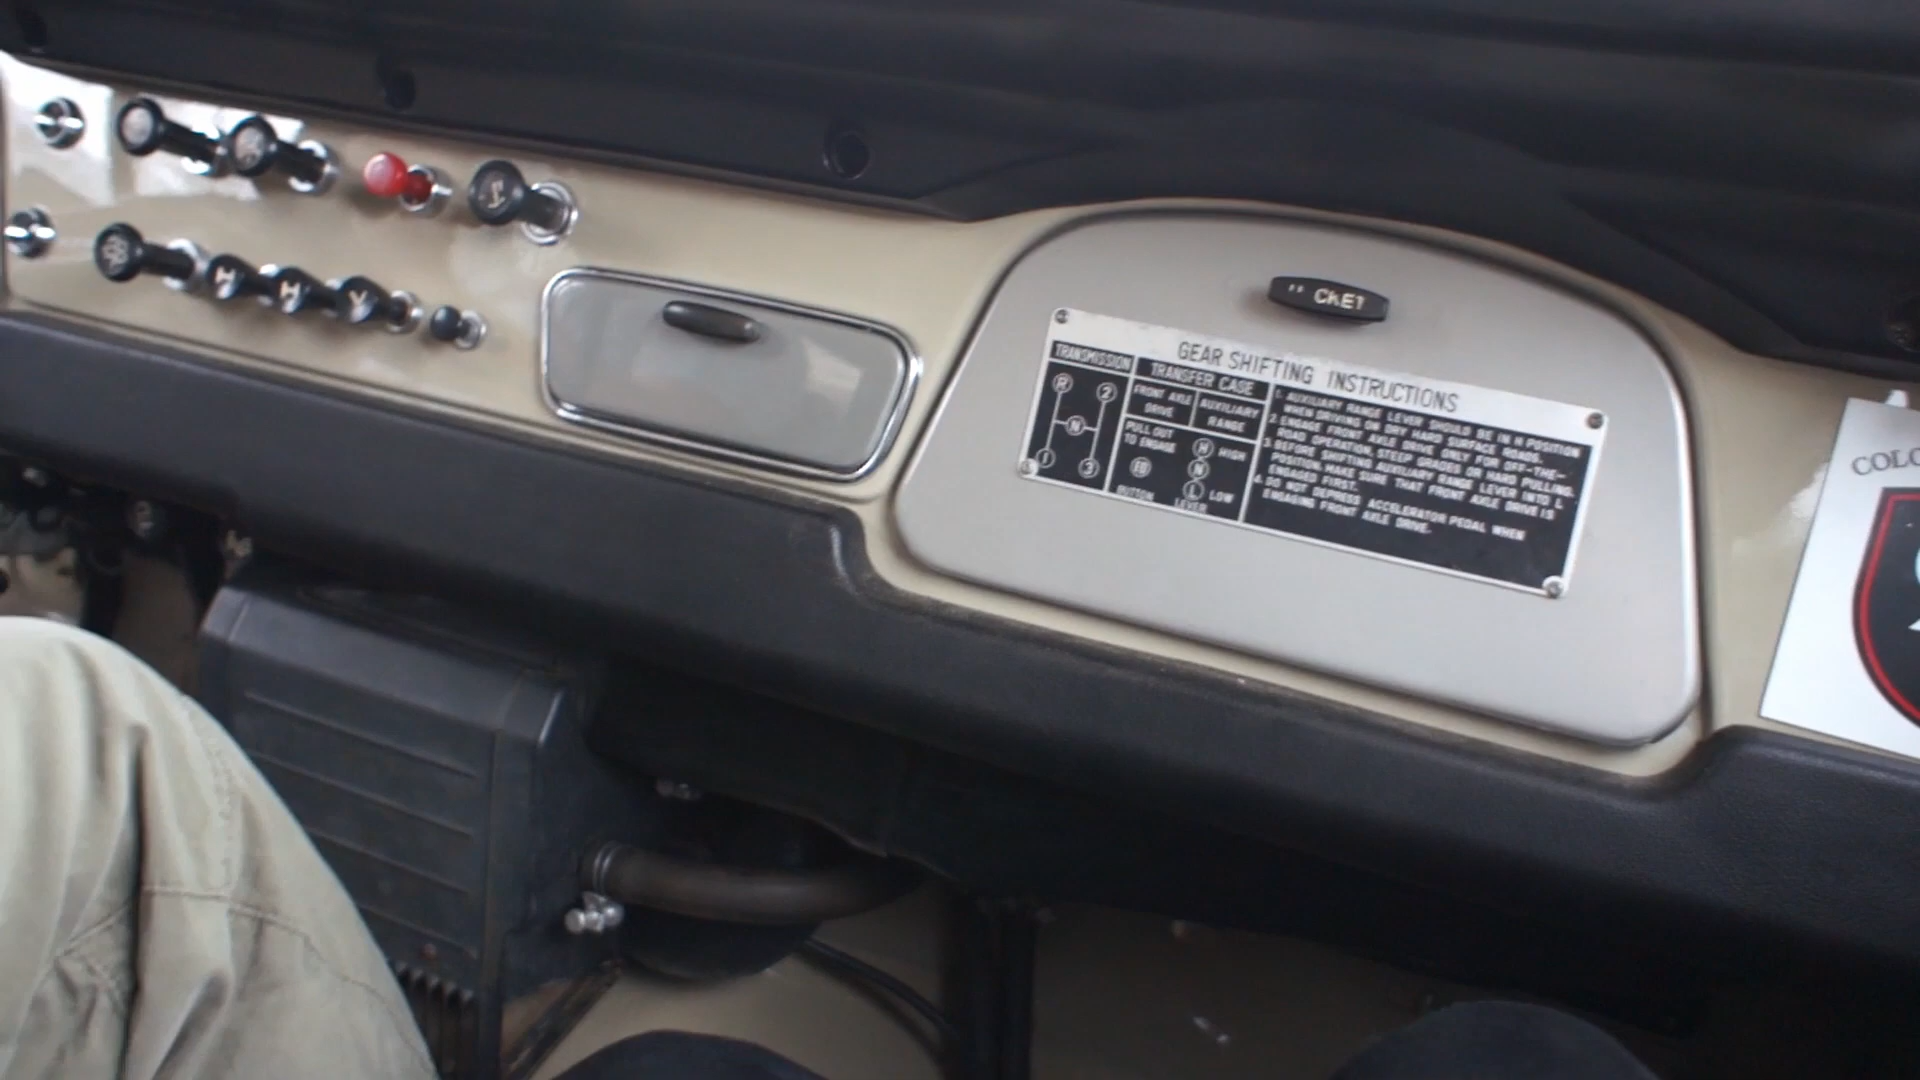 H
H
V
CKET
GEAR SHIFTING INSTRUCTIONS
TRANSMISSION
R
2
N
1
3
TRANSFER CASE
FRONT AXLE
DRIVE
AUXILIARY
RANGE
PULL OUT
TO ENGAGE
BUTTON
H HIGH
N
L LOW
LEVER
1. AUXILIARY RANGE LEVER SHOULD BE IN H POSITION
WHEN DRIVING ON DRY HARD SURFACE ROADS.
2. ENGAGE FRONT AXLE DRIVE ONLY FOR OFF-THE-
ROAD OPERATION, STEEP GRADES OR HARD PULLING.
3. BEFORE SHIFTING AUXILIARY RANGE LEVER INTO L
POSITION, MAKE SURE THAT FRONT AXLE DRIVE IS
ENGAGED FIRST.
4. DO NOT DEPRESS ACCELERATOR PEDAL WHEN
ENGAGING FRONT AXLE DRIVE.
COLO